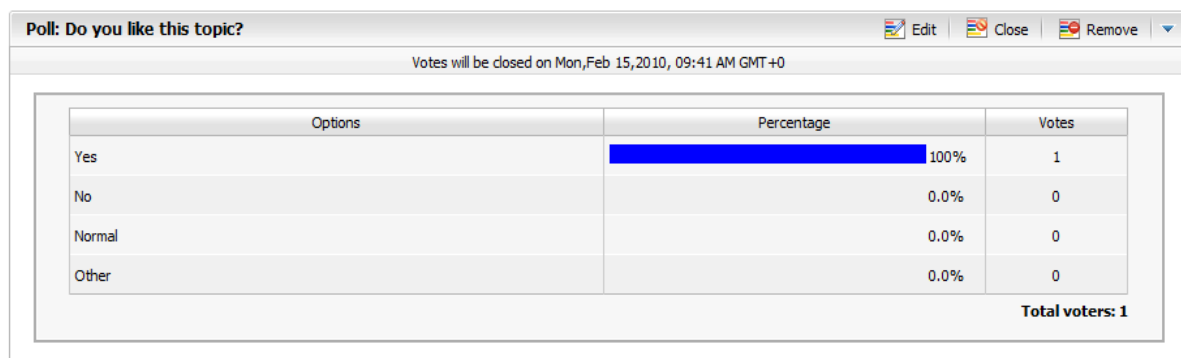 Poll: Do you like this topic? Edit Close Remove
Votes will be closed on Mon,Feb 15,2010, 09:41 AM GMT+0
Options Percentage Votes
Yes 100% 1
No 0.0% 0
Normal 0.0% 0
Other 0.0% 0
Total voters: 1